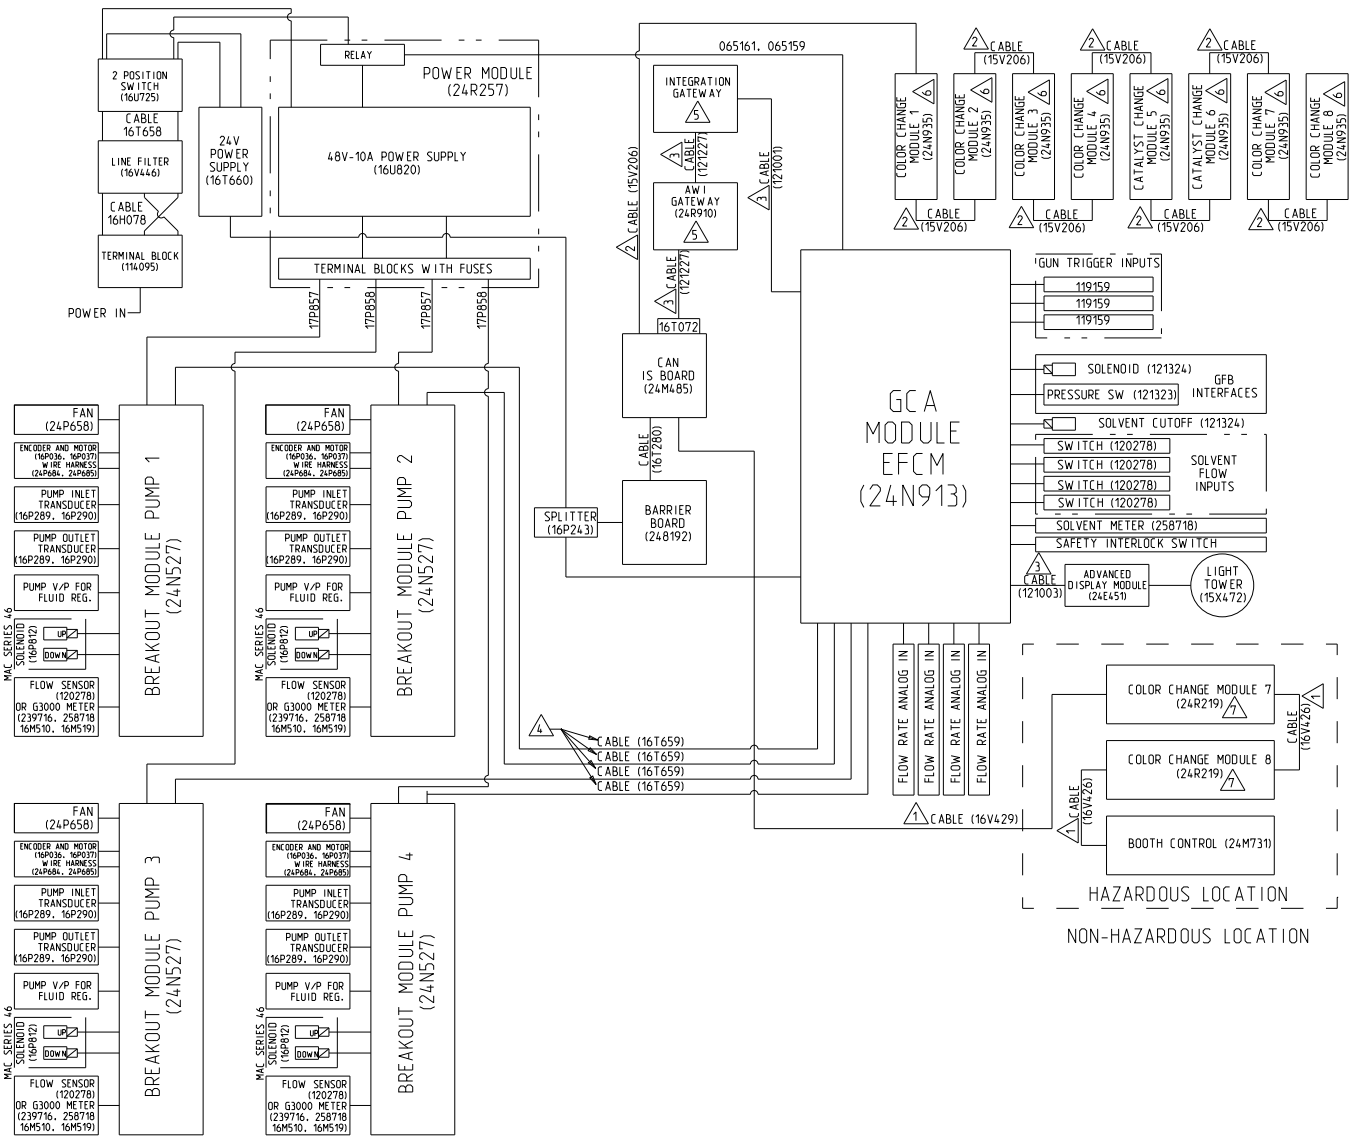 2 POSITION
SWITCH
(16U725)
CABLE
16T658
LINE FILTER
(16V446)
CABLE
16H078
TERMINAL BLOCK
(114095)
POWER IN
24V
POWER
SUPPLY
(16T660)
RELAY
POWER MODULE
(24R257)
48V-10A POWER SUPPLY
(16U820)
TERMINAL BLOCKS WITH FUSES
17P857
17P858
17P857
17P858
065161, 065159
INTEGRATION
GATEWAY
5
3
CABLE
(121227)
AWI
GATEWAY
(24R910)
5
3
CABLE
(121227)
3
CABLE
(121001)
2
CABLE (15V206)
16T072
CAN
IS BOARD
(24M485)
CABLE
(16T280)
BARRIER
BOARD
(248192)
SPLITTER
(16P243)
GCA
MODULE
EFCM
(24N913)
2
CABLE
(15V206)
2
CABLE
(15V206)
2
CABLE
(15V206)
COLOR CHANGE
MODULE 1
(24N935)
6
COLOR CHANGE
MODULE 2
(24N935)
6
COLOR CHANGE
MODULE 3
(24N935)
6
COLOR CHANGE
MODULE 4
(24N935)
6
CATALYST CHANGE
MODULE 5
(24N935)
6
CATALYST CHANGE
MODULE 6
(24N935)
6
COLOR CHANGE
MODULE 7
(24N935)
6
COLOR CHANGE
MODULE 8
(24N935)
6
2
CABLE
(15V206)
2
CABLE
(15V206)
2
CABLE
(15V206)
2
CABLE
(15V206)
GUN TRIGGER INPUTS
119159
119159
119159
SOLENOID (121324)
PRESSURE SW (121323)
GFB
INTERFACES
SOLVENT CUTOFF (121324)
SWITCH (120278)
SWITCH (120278)
SWITCH (120278)
SWITCH (120278)
SOLVENT
FLOW
INPUTS
SOLVENT METER (258718)
SAFETY INTERLOCK SWITCH
3
CABLE
(121003)
ADVANCED
DISPLAY MODULE
(24E451)
LIGHT
TOWER
(15X472)
FLOW RATE ANALOG IN
FLOW RATE ANALOG IN
FLOW RATE ANALOG IN
FLOW RATE ANALOG IN
COLOR CHANGE MODULE 7
(24R219)
7
1
CABLE
(16V426)
COLOR CHANGE MODULE 8
(24R219)
7
1
CABLE
(16V426)
BOOTH CONTROL (24M731)
HAZARDOUS LOCATION
NON-HAZARDOUS LOCATION
1
CABLE (16V429)
4
CABLE (16T659)
CABLE (16T659)
CABLE (16T659)
CABLE (16T659)
FAN
(24P658)
ENCODER AND MOTOR
(16P036, 16P037)
WIRE HARNESS
(24P684, 24P685)
PUMP INLET
TRANSDUCER
(16P289, 16P290)
PUMP OUTLET
TRANSDUCER
(16P289, 16P290)
PUMP V/P FOR
FLUID REG.
MAC SERIES 46
SOLENOID
(16P812)
UP
DOWN
FLOW SENSOR
(120278)
OR G3000 METER
(239716, 258718
16M510, 16M519)
BREAKOUT MODULE PUMP 1
(24N527)
FAN
(24P658)
ENCODER AND MOTOR
(16P036, 16P037)
WIRE HARNESS
(24P684, 24P685)
PUMP INLET
TRANSDUCER
(16P289, 16P290)
PUMP OUTLET
TRANSDUCER
(16P289, 16P290)
PUMP V/P FOR
FLUID REG.
MAC SERIES 46
SOLENOID
(16P812)
UP
DOWN
FLOW SENSOR
(120278)
OR G3000 METER
(239716, 258718
16M510, 16M519)
BREAKOUT MODULE PUMP 2
(24N527)
FAN
(24P658)
ENCODER AND MOTOR
(16P036, 16P037)
WIRE HARNESS
(24P684, 24P685)
PUMP INLET
TRANSDUCER
(16P289, 16P290)
PUMP OUTLET
TRANSDUCER
(16P289, 16P290)
PUMP V/P FOR
FLUID REG.
MAC SERIES 46
SOLENOID
(16P812)
UP
DOWN
FLOW SENSOR
(120278)
OR G3000 METER
(239716, 258718
16M510, 16M519)
BREAKOUT MODULE PUMP 3
(24N527)
FAN
(24P658)
ENCODER AND MOTOR
(16P036, 16P037)
WIRE HARNESS
(24P684, 24P685)
PUMP INLET
TRANSDUCER
(16P289, 16P290)
PUMP OUTLET
TRANSDUCER
(16P289, 16P290)
PUMP V/P FOR
FLUID REG.
MAC SERIES 46
SOLENOID
(16P812)
UP
DOWN
FLOW SENSOR
(120278)
OR G3000 METER
(239716, 258718
16M510, 16M519)
BREAKOUT MODULE PUMP 4
(24N527)